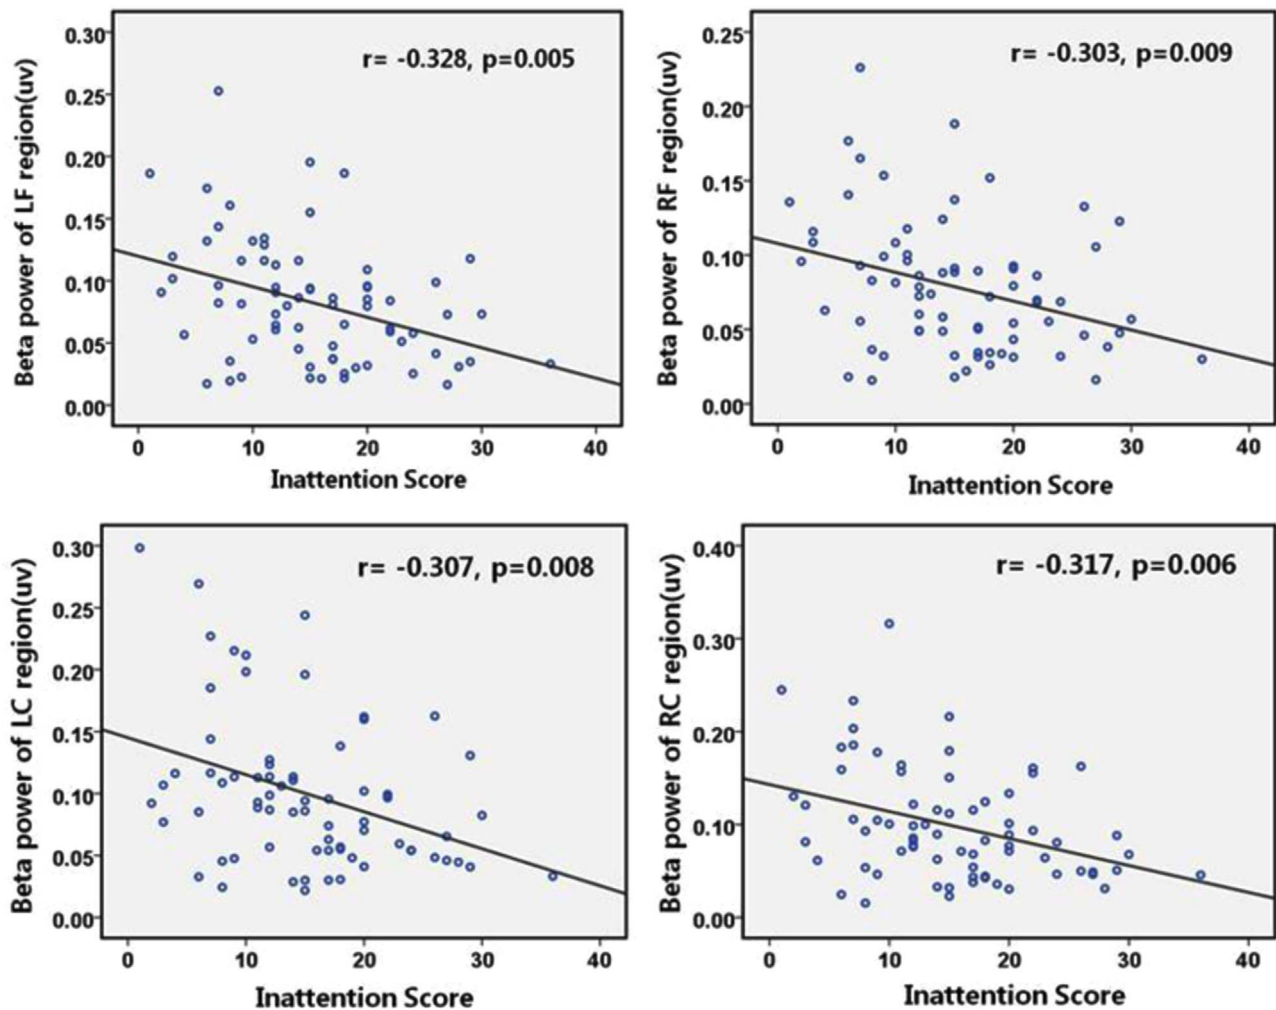 r= -0.328, p=0.005
Beta power of LF region(uv)
0.30
0.25
0.20
0.15
0.10
0.05
0.00
0 10 20 30 40
Inattention Score
r= -0.303, p=0.009
Beta power of RF region(uv)
0.25
0.20
0.15
0.10
0.05
0.00
0 10 20 30 40
Inattention Score
r= -0.307, p=0.008
Beta power of LC region(uv)
0.30
0.25
0.20
0.15
0.10
0.05
0.00
0 10 20 30 40
Inattention Score
r= -0.317, p=0.006
Beta power of RC region(uv)
0.40
0.30
0.20
0.10
0.00
0 10 20 30 40
Inattention Score